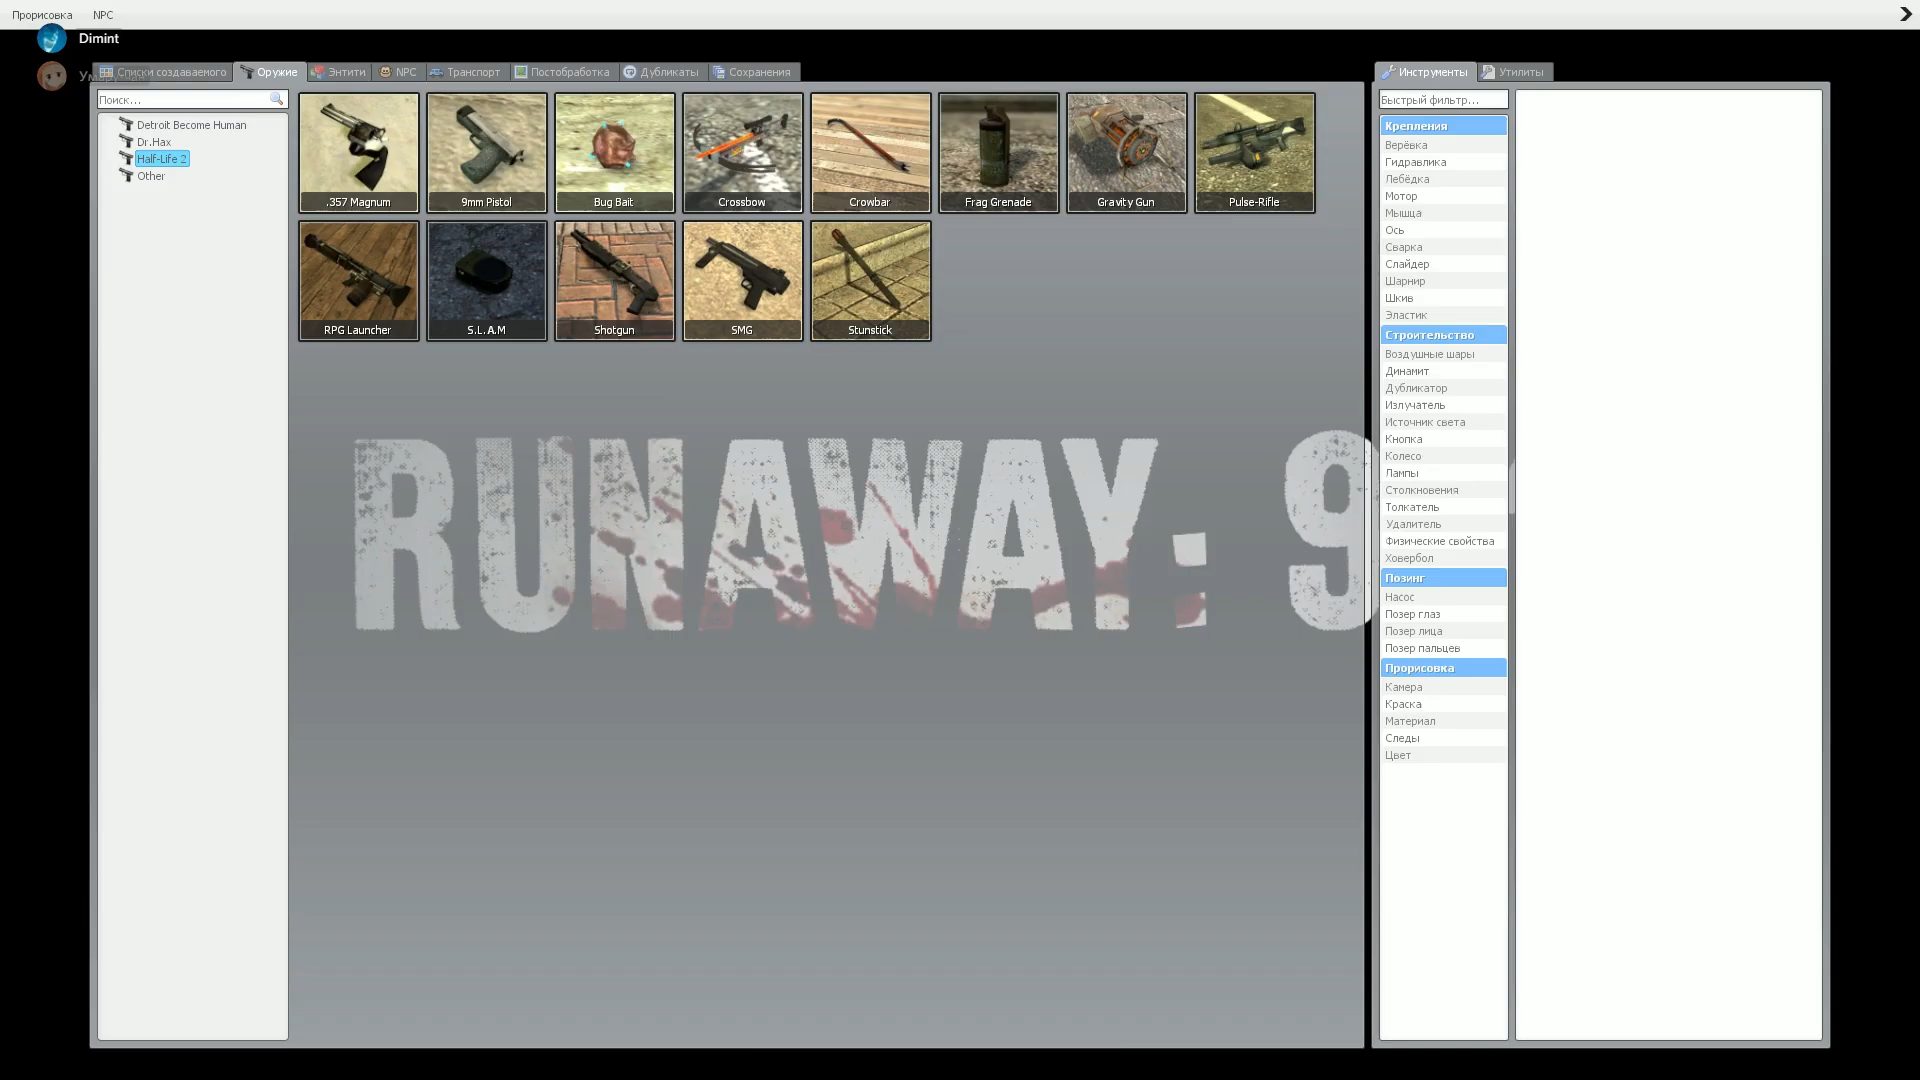 Прорисовка NPC
Dimint
Списки создаваемого Оружие Энтити NPC Транспорт Постобработка Дубликаты Сохранения
Инструменты Утилиты
Поиск...
Detroit Become Human
Dr.Hax
Half-Life 2
Other
.357 Magnum 9mm Pistol Bug Bait Crossbow Crowbar Frag Grenade Gravity Gun Pulse-Rifle
RPG Launcher S.L.A.M Shotgun SMG Stunstick
RUNAWAY: 9
Быстрый фильтр...
Крепления
Верёвка
Гидравлика
Лебёдка
Мотор
Мышца
Ось
Сварка
Слайдер
Шарнир
Шкив
Эластик
Строительство
Воздушные шары
Динамит
Дубликатор
Излучатель
Источник света
Кнопка
Колесо
Лампы
Столкновения
Толкатель
Удалитель
Физические свойства
Ховербол
Позинг
Насос
Позер глаз
Позер лица
Позер пальцев
Прорисовка
Камера
Краска
Материал
Следы
Цвет